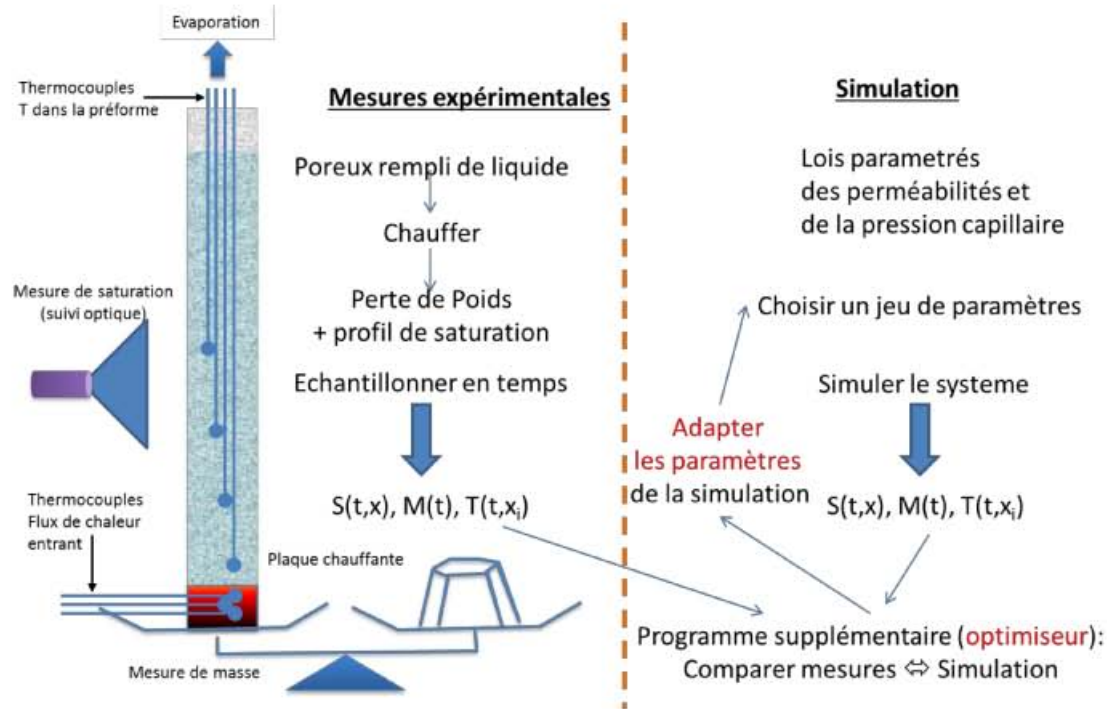 Evaporation
Thermocouples
T dans la préforme
Mesure de saturation
(suivi optique)
Thermocouples
Flux de chaleur
entrant
Plaque chauffante
Mesure de masse
Mesures expérimentales
Poreux rempli de liquide
Chauffer
Perte de Poids
+ profil de saturation
Echantillonner en temps
S(t,x), M(t), T(t,xᵢ)
Simulation
Lois parametrés
des perméabilités et
de la pression capillaire
Choisir un jeu de paramètres
Simuler le systeme
Adapter
les paramètres
de la simulation
S(t,x), M(t), T(t,xᵢ)
Programme supplémentaire (optimiseur):
Comparer mesures ⇔ Simulation